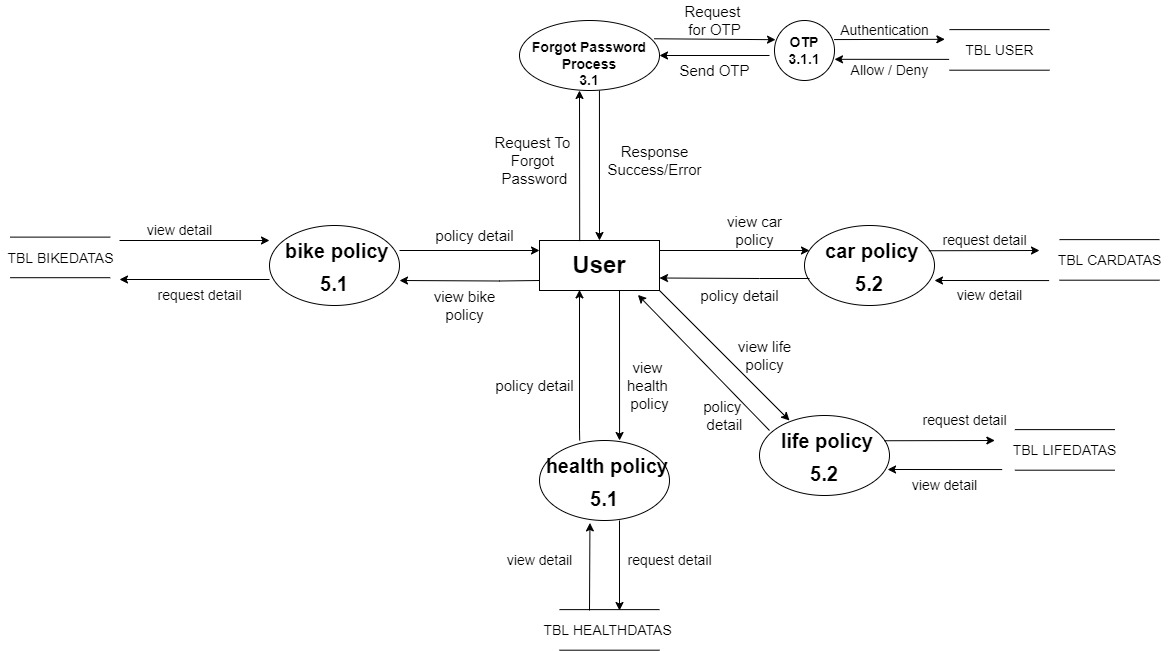 Request
for OTP
Forgot Password
Process
3.1
OTP
3.1.1
Authentication
TBL USER
Send OTP
Allow / Deny
Request To
Forgot
Password
Response
Success/Error
view detail
policy detail
view car
policy
request detail
TBL BIKEDATAS
bike policy
5.1
User
car policy
5.2
TBL CARDATAS
request detail
view bike
policy
policy detail
view detail
view life
policy
policy detail
view
health
policy
policy
detail
request detail
life policy
5.2
TBL LIFEDATAS
view detail
health policy
5.1
view detail
request detail
TBL HEALTHDATAS